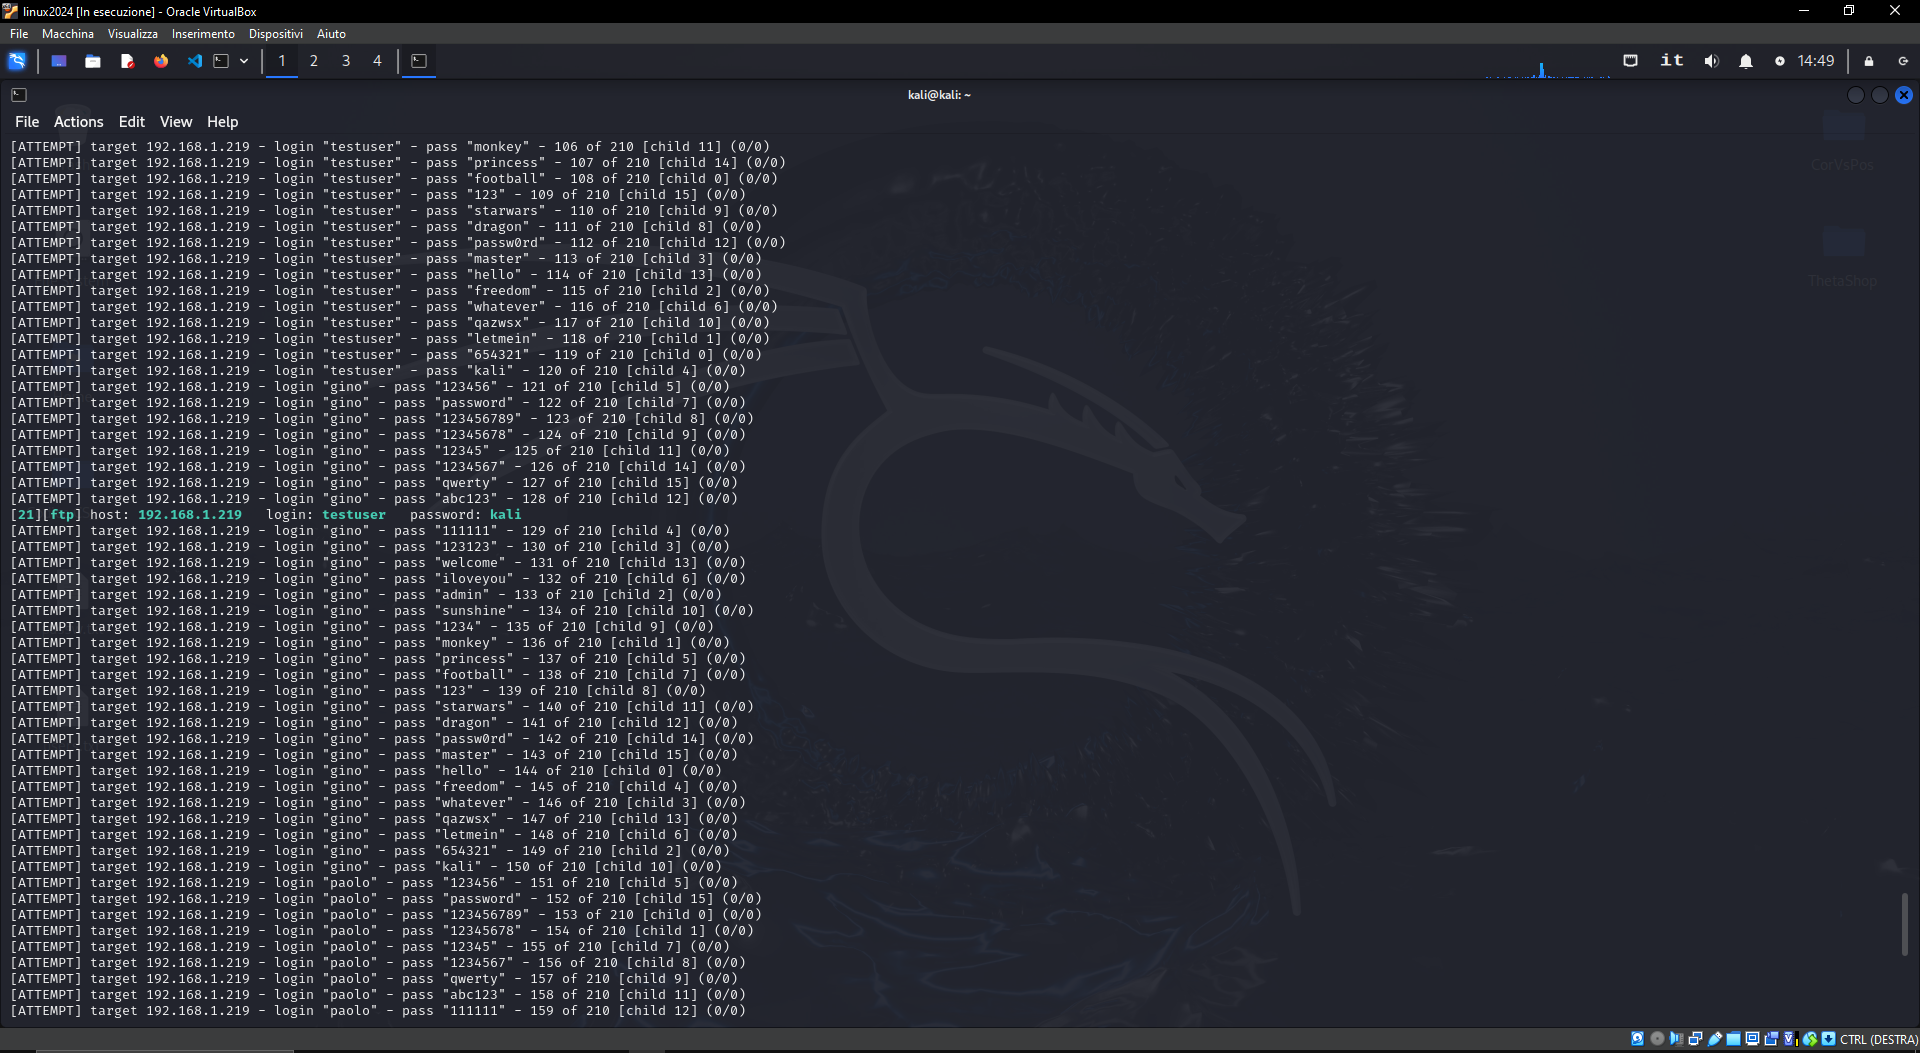 linux2024 [In esecuzione] - Oracle VirtualBox
File Macchina Visualizza Inserimento Dispositivi Aiuto
1 2 3 4 it 14:49
kali@kali: ~
File Actions Edit View Help
[ATTEMPT] target 192.168.1.219 - login "testuser" - pass "monkey" - 106 of 210 [child 11] (0/0)
[ATTEMPT] target 192.168.1.219 - login "testuser" - pass "princess" - 107 of 210 [child 14] (0/0)
[ATTEMPT] target 192.168.1.219 - login "testuser" - pass "football" - 108 of 210 [child 0] (0/0)
[ATTEMPT] target 192.168.1.219 - login "testuser" - pass "123" - 109 of 210 [child 15] (0/0)
[ATTEMPT] target 192.168.1.219 - login "testuser" - pass "starwars" - 110 of 210 [child 9] (0/0)
[ATTEMPT] target 192.168.1.219 - login "testuser" - pass "dragon" - 111 of 210 [child 8] (0/0)
[ATTEMPT] target 192.168.1.219 - login "testuser" - pass "passw0rd" - 112 of 210 [child 12] (0/0)
[ATTEMPT] target 192.168.1.219 - login "testuser" - pass "master" - 113 of 210 [child 3] (0/0)
[ATTEMPT] target 192.168.1.219 - login "testuser" - pass "hello" - 114 of 210 [child 13] (0/0)
[ATTEMPT] target 192.168.1.219 - login "testuser" - pass "freedom" - 115 of 210 [child 2] (0/0)
[ATTEMPT] target 192.168.1.219 - login "testuser" - pass "whatever" - 116 of 210 [child 6] (0/0)
[ATTEMPT] target 192.168.1.219 - login "testuser" - pass "qazwsx" - 117 of 210 [child 10] (0/0)
[ATTEMPT] target 192.168.1.219 - login "testuser" - pass "letmein" - 118 of 210 [child 1] (0/0)
[ATTEMPT] target 192.168.1.219 - login "testuser" - pass "654321" - 119 of 210 [child 0] (0/0)
[ATTEMPT] target 192.168.1.219 - login "testuser" - pass "kali" - 120 of 210 [child 4] (0/0)
[ATTEMPT] target 192.168.1.219 - login "gino" - pass "123456" - 121 of 210 [child 5] (0/0)
[ATTEMPT] target 192.168.1.219 - login "gino" - pass "password" - 122 of 210 [child 7] (0/0)
[ATTEMPT] target 192.168.1.219 - login "gino" - pass "123456789" - 123 of 210 [child 8] (0/0)
[ATTEMPT] target 192.168.1.219 - login "gino" - pass "12345678" - 124 of 210 [child 9] (0/0)
[ATTEMPT] target 192.168.1.219 - login "gino" - pass "12345" - 125 of 210 [child 11] (0/0)
[ATTEMPT] target 192.168.1.219 - login "gino" - pass "1234567" - 126 of 210 [child 14] (0/0)
[ATTEMPT] target 192.168.1.219 - login "gino" - pass "qwerty" - 127 of 210 [child 15] (0/0)
[ATTEMPT] target 192.168.1.219 - login "gino" - pass "abc123" - 128 of 210 [child 12] (0/0)
[21][ftp] host: 192.168.1.219 login: testuser password: kali
[ATTEMPT] target 192.168.1.219 - login "gino" - pass "111111" - 129 of 210 [child 4] (0/0)
[ATTEMPT] target 192.168.1.219 - login "gino" - pass "123123" - 130 of 210 [child 3] (0/0)
[ATTEMPT] target 192.168.1.219 - login "gino" - pass "welcome" - 131 of 210 [child 13] (0/0)
[ATTEMPT] target 192.168.1.219 - login "gino" - pass "iloveyou" - 132 of 210 [child 6] (0/0)
[ATTEMPT] target 192.168.1.219 - login "gino" - pass "admin" - 133 of 210 [child 2] (0/0)
[ATTEMPT] target 192.168.1.219 - login "gino" - pass "sunshine" - 134 of 210 [child 10] (0/0)
[ATTEMPT] target 192.168.1.219 - login "gino" - pass "1234" - 135 of 210 [child 9] (0/0)
[ATTEMPT] target 192.168.1.219 - login "gino" - pass "monkey" - 136 of 210 [child 1] (0/0)
[ATTEMPT] target 192.168.1.219 - login "gino" - pass "princess" - 137 of 210 [child 5] (0/0)
[ATTEMPT] target 192.168.1.219 - login "gino" - pass "football" - 138 of 210 [child 7] (0/0)
[ATTEMPT] target 192.168.1.219 - login "gino" - pass "123" - 139 of 210 [child 8] (0/0)
[ATTEMPT] target 192.168.1.219 - login "gino" - pass "starwars" - 140 of 210 [child 11] (0/0)
[ATTEMPT] target 192.168.1.219 - login "gino" - pass "dragon" - 141 of 210 [child 12] (0/0)
[ATTEMPT] target 192.168.1.219 - login "gino" - pass "passw0rd" - 142 of 210 [child 14] (0/0)
[ATTEMPT] target 192.168.1.219 - login "gino" - pass "master" - 143 of 210 [child 15] (0/0)
[ATTEMPT] target 192.168.1.219 - login "gino" - pass "hello" - 144 of 210 [child 0] (0/0)
[ATTEMPT] target 192.168.1.219 - login "gino" - pass "freedom" - 145 of 210 [child 4] (0/0)
[ATTEMPT] target 192.168.1.219 - login "gino" - pass "whatever" - 146 of 210 [child 3] (0/0)
[ATTEMPT] target 192.168.1.219 - login "gino" - pass "qazwsx" - 147 of 210 [child 13] (0/0)
[ATTEMPT] target 192.168.1.219 - login "gino" - pass "letmein" - 148 of 210 [child 6] (0/0)
[ATTEMPT] target 192.168.1.219 - login "gino" - pass "654321" - 149 of 210 [child 2] (0/0)
[ATTEMPT] target 192.168.1.219 - login "gino" - pass "kali" - 150 of 210 [child 10] (0/0)
[ATTEMPT] target 192.168.1.219 - login "paolo" - pass "123456" - 151 of 210 [child 5] (0/0)
[ATTEMPT] target 192.168.1.219 - login "paolo" - pass "password" - 152 of 210 [child 15] (0/0)
[ATTEMPT] target 192.168.1.219 - login "paolo" - pass "123456789" - 153 of 210 [child 0] (0/0)
[ATTEMPT] target 192.168.1.219 - login "paolo" - pass "12345678" - 154 of 210 [child 1] (0/0)
[ATTEMPT] target 192.168.1.219 - login "paolo" - pass "12345" - 155 of 210 [child 7] (0/0)
[ATTEMPT] target 192.168.1.219 - login "paolo" - pass "1234567" - 156 of 210 [child 8] (0/0)
[ATTEMPT] target 192.168.1.219 - login "paolo" - pass "qwerty" - 157 of 210 [child 9] (0/0)
[ATTEMPT] target 192.168.1.219 - login "paolo" - pass "abc123" - 158 of 210 [child 11] (0/0)
[ATTEMPT] target 192.168.1.219 - login "paolo" - pass "111111" - 159 of 210 [child 12] (0/0)
CorVsPos
ThetaShop
CTRL (DESTRA)